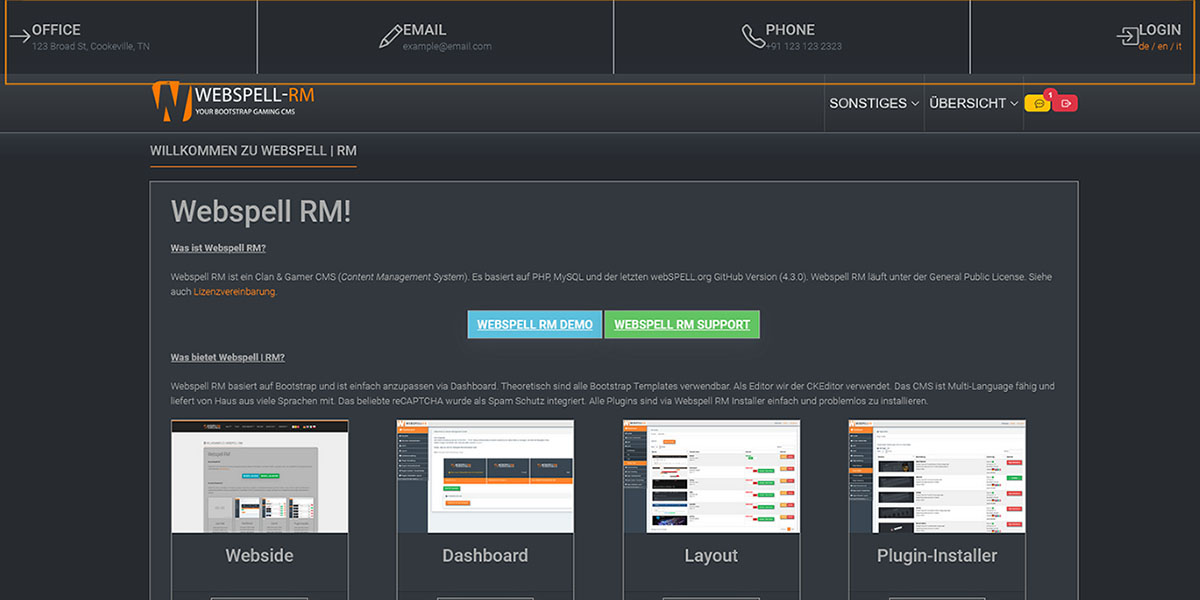 OFFICE
123 Broad St, Cookeville, TN
EMAIL
example@email.com
PHONE
+91 123 123 2323
LOGIN
de / en / it
WEBSPELL-RM
YOUR BOOTSTRAP GAMING CMS
SONSTIGES
ÜBERSICHT
1
WILLKOMMEN ZU WEBSPELL | RM
Webspell RM!
Was ist Webspell RM?
Webspell RM ist ein Clan & Gamer CMS (Content Management System). Es basiert auf PHP, MySQL und der letzten webSPELL.org GitHub Version (4.3.0). Webspell RM läuft unter der General Public License. Siehe
auch Lizenzvereinbarung.
WEBSPELL RM DEMO
WEBSPELL RM SUPPORT
Was bietet Webspell | RM?
Webspell RM basiert auf Bootstrap und ist einfach anzupassen via Dashboard. Theoretisch sind alle Bootstrap Templates verwendbar. Als Editor wir der CKEditor verwendet. Das CMS ist Multi-Language fähig und
liefert von Haus aus viele Sprachen mit. Das beliebte reCAPTCHA wurde als Spam Schutz integriert. Alle Plugins sind via Webspell RM Installer einfach und problemlos zu installieren.
Webside
Dashboard
Layout
Plugin-Installer